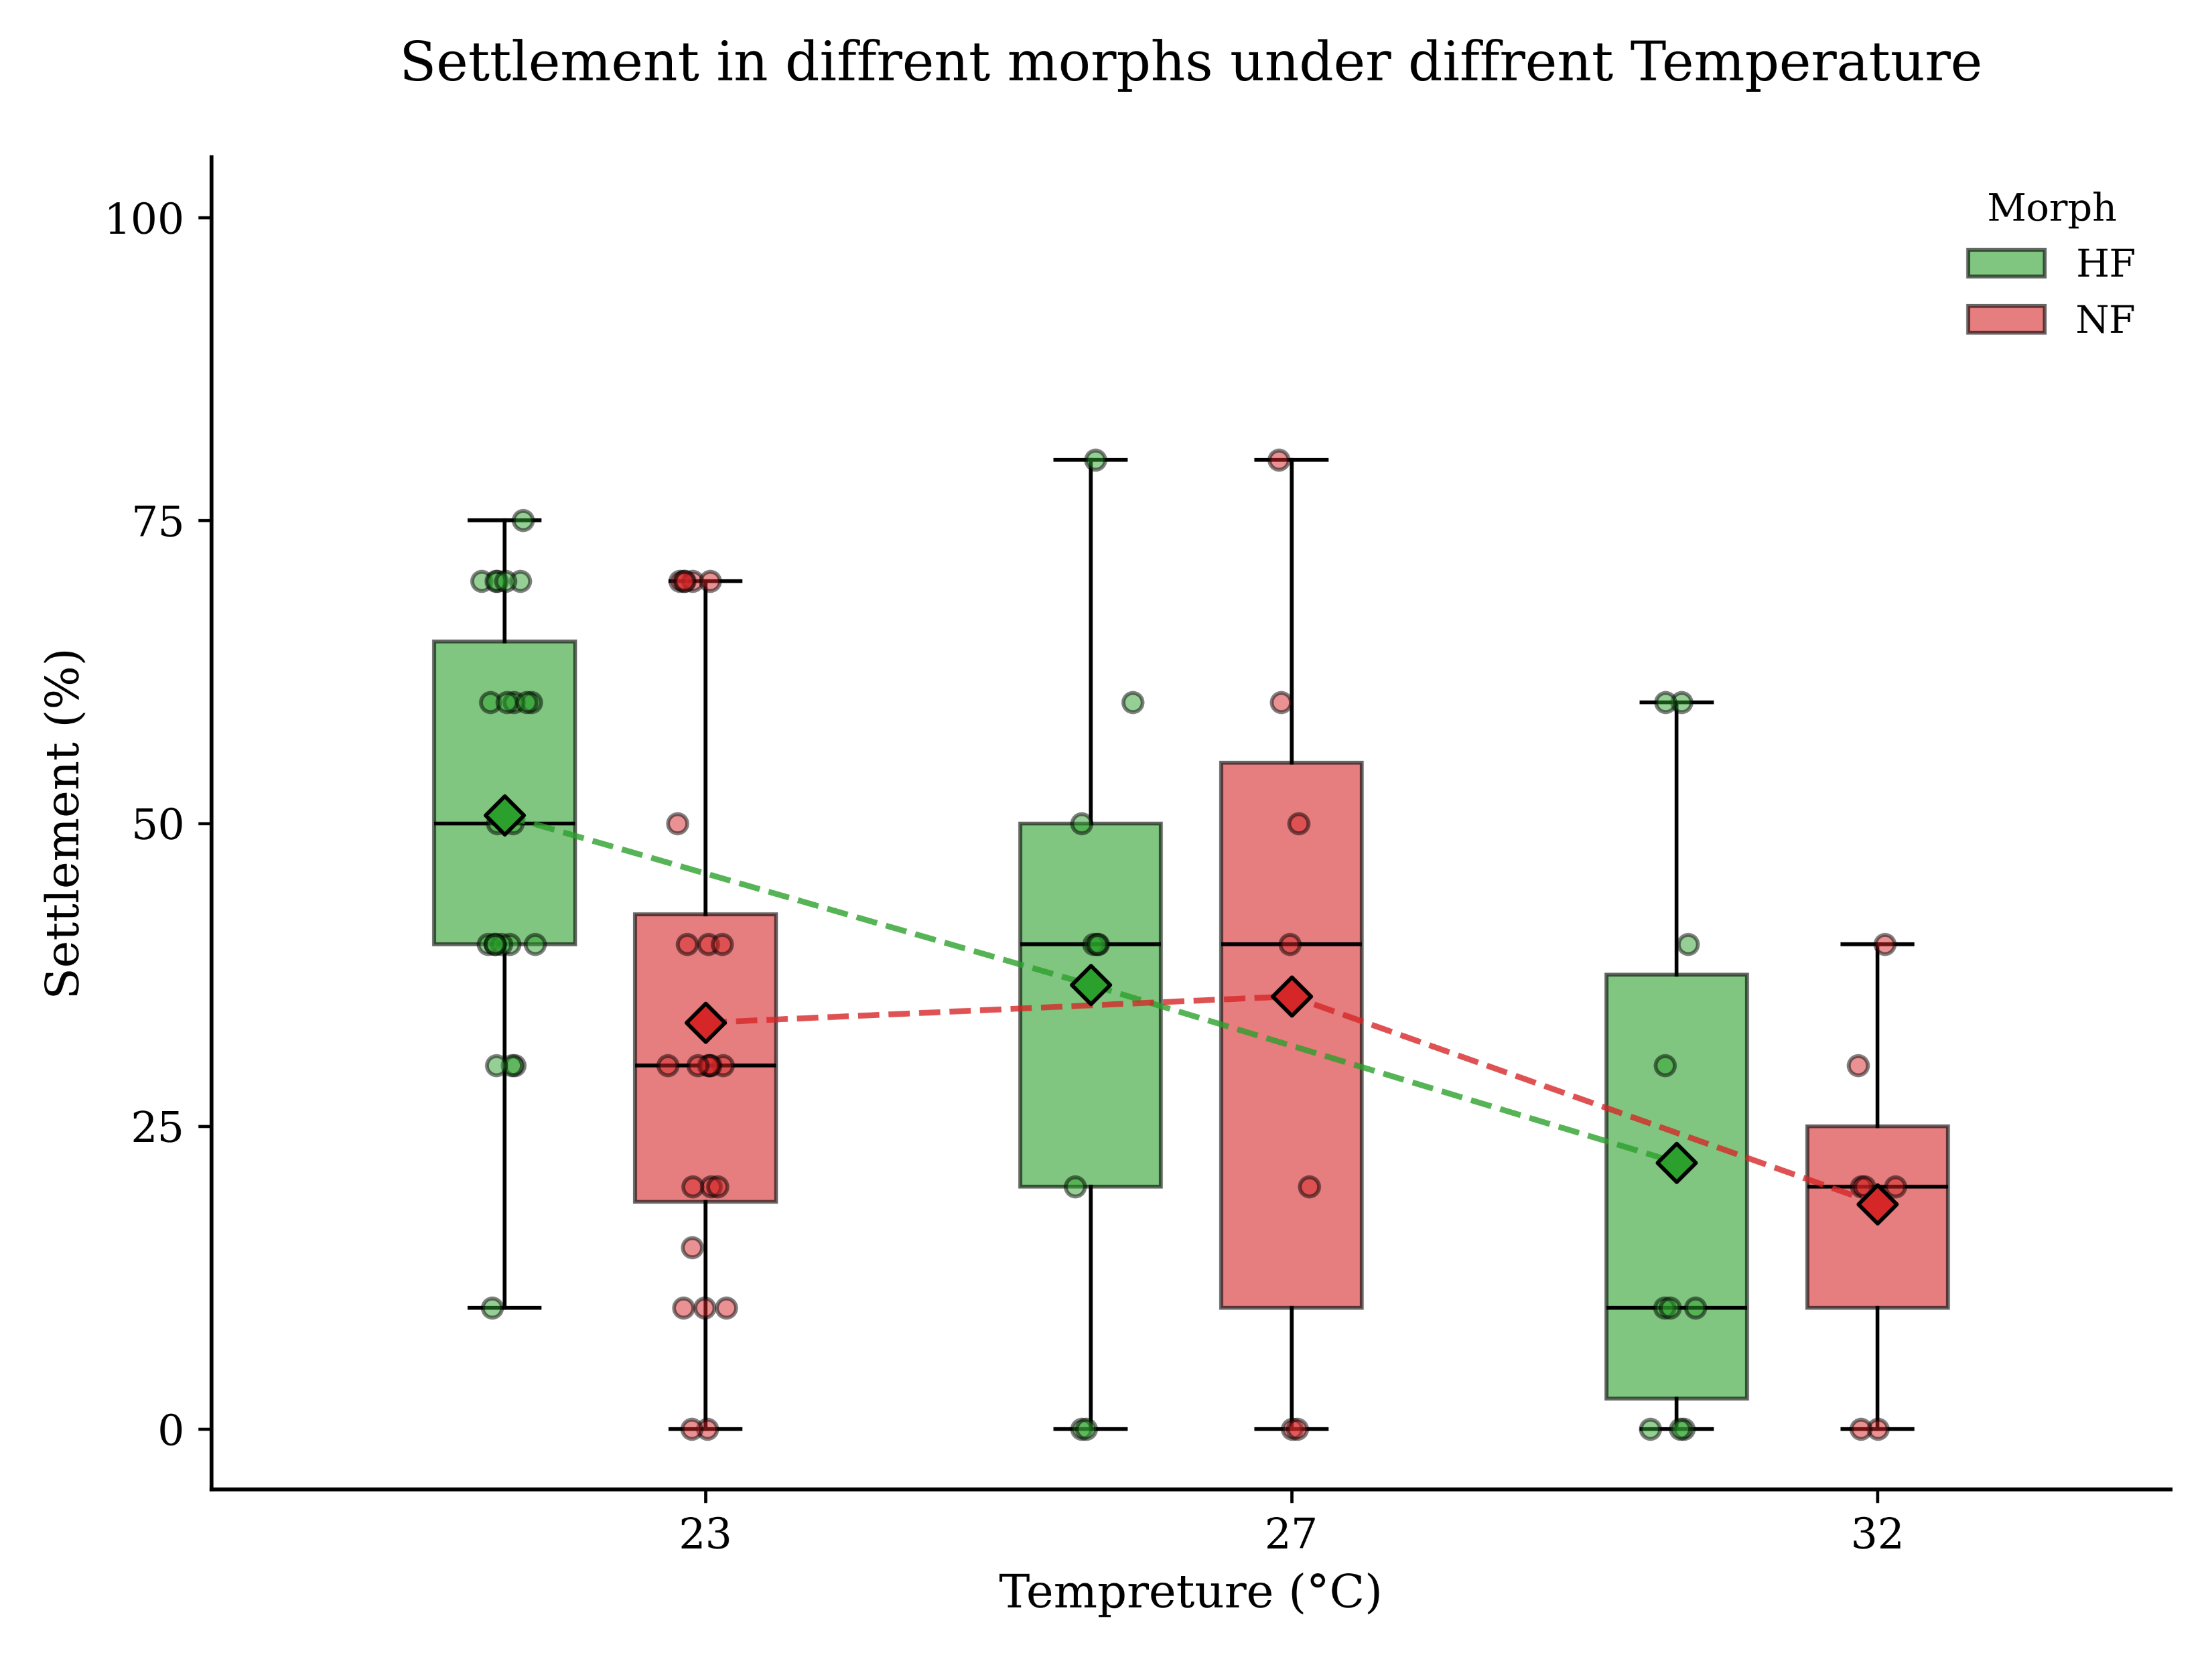 Settlement in diffrent morphs under diffrent Temperature
Morph
HF
NF
100
75
50
25
0
Settlement (%)
23
27
32
Tempreture (°C)